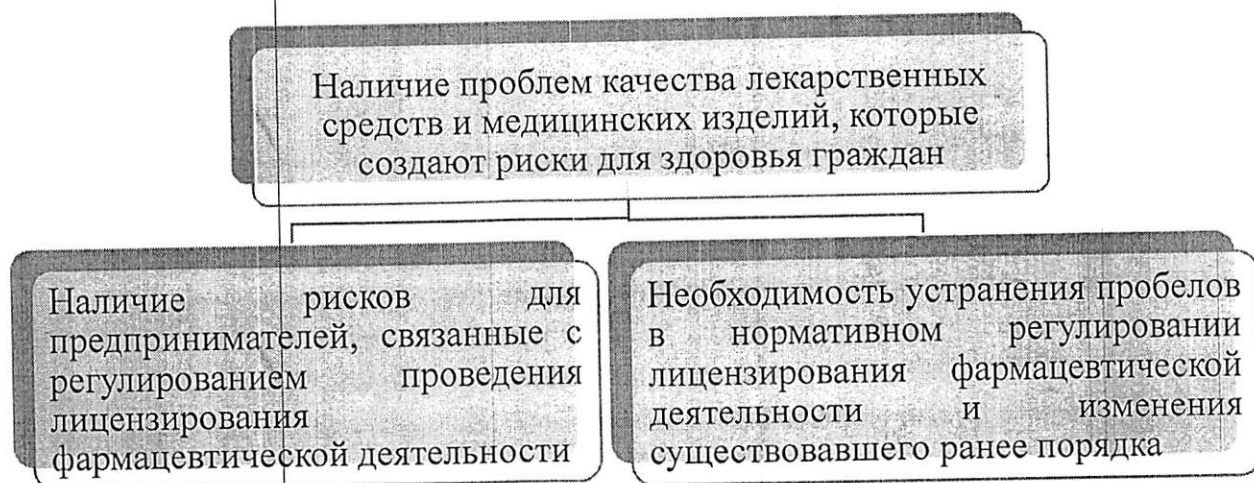 Наличие проблем качества лекарственных
средств и медицинских изделий, которые
создают риски для здоровья граждан
Наличие рисков для
предпринимателей, связанные с
регулированием проведения
лицензирования
фармацевтической деятельности
Необходимость устранения пробелов
в нормативном регулировании
лицензирования фармацевтической
деятельности и изменения
существовавшего ранее порядка